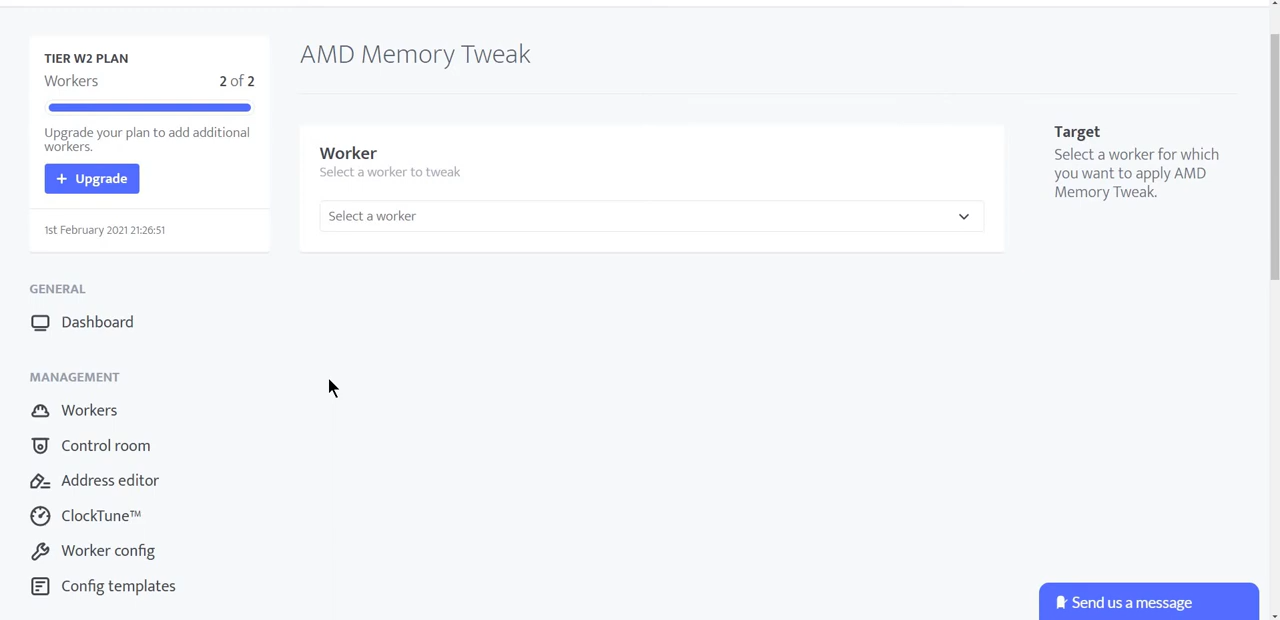 TIER W2 PLAN
Workers 2 of 2
Upgrade your plan to add additional
workers.
+ Upgrade
1st February 2021 21:26:51
GENERAL
Dashboard
MANAGEMENT
Workers
Control room
Address editor
ClockTune™
Worker config
Config templates
AMD Memory Tweak
Worker
Select a worker to tweak
Select a worker
Target
Select a worker for which
you want to apply AMD
Memory Tweak.
Send us a message